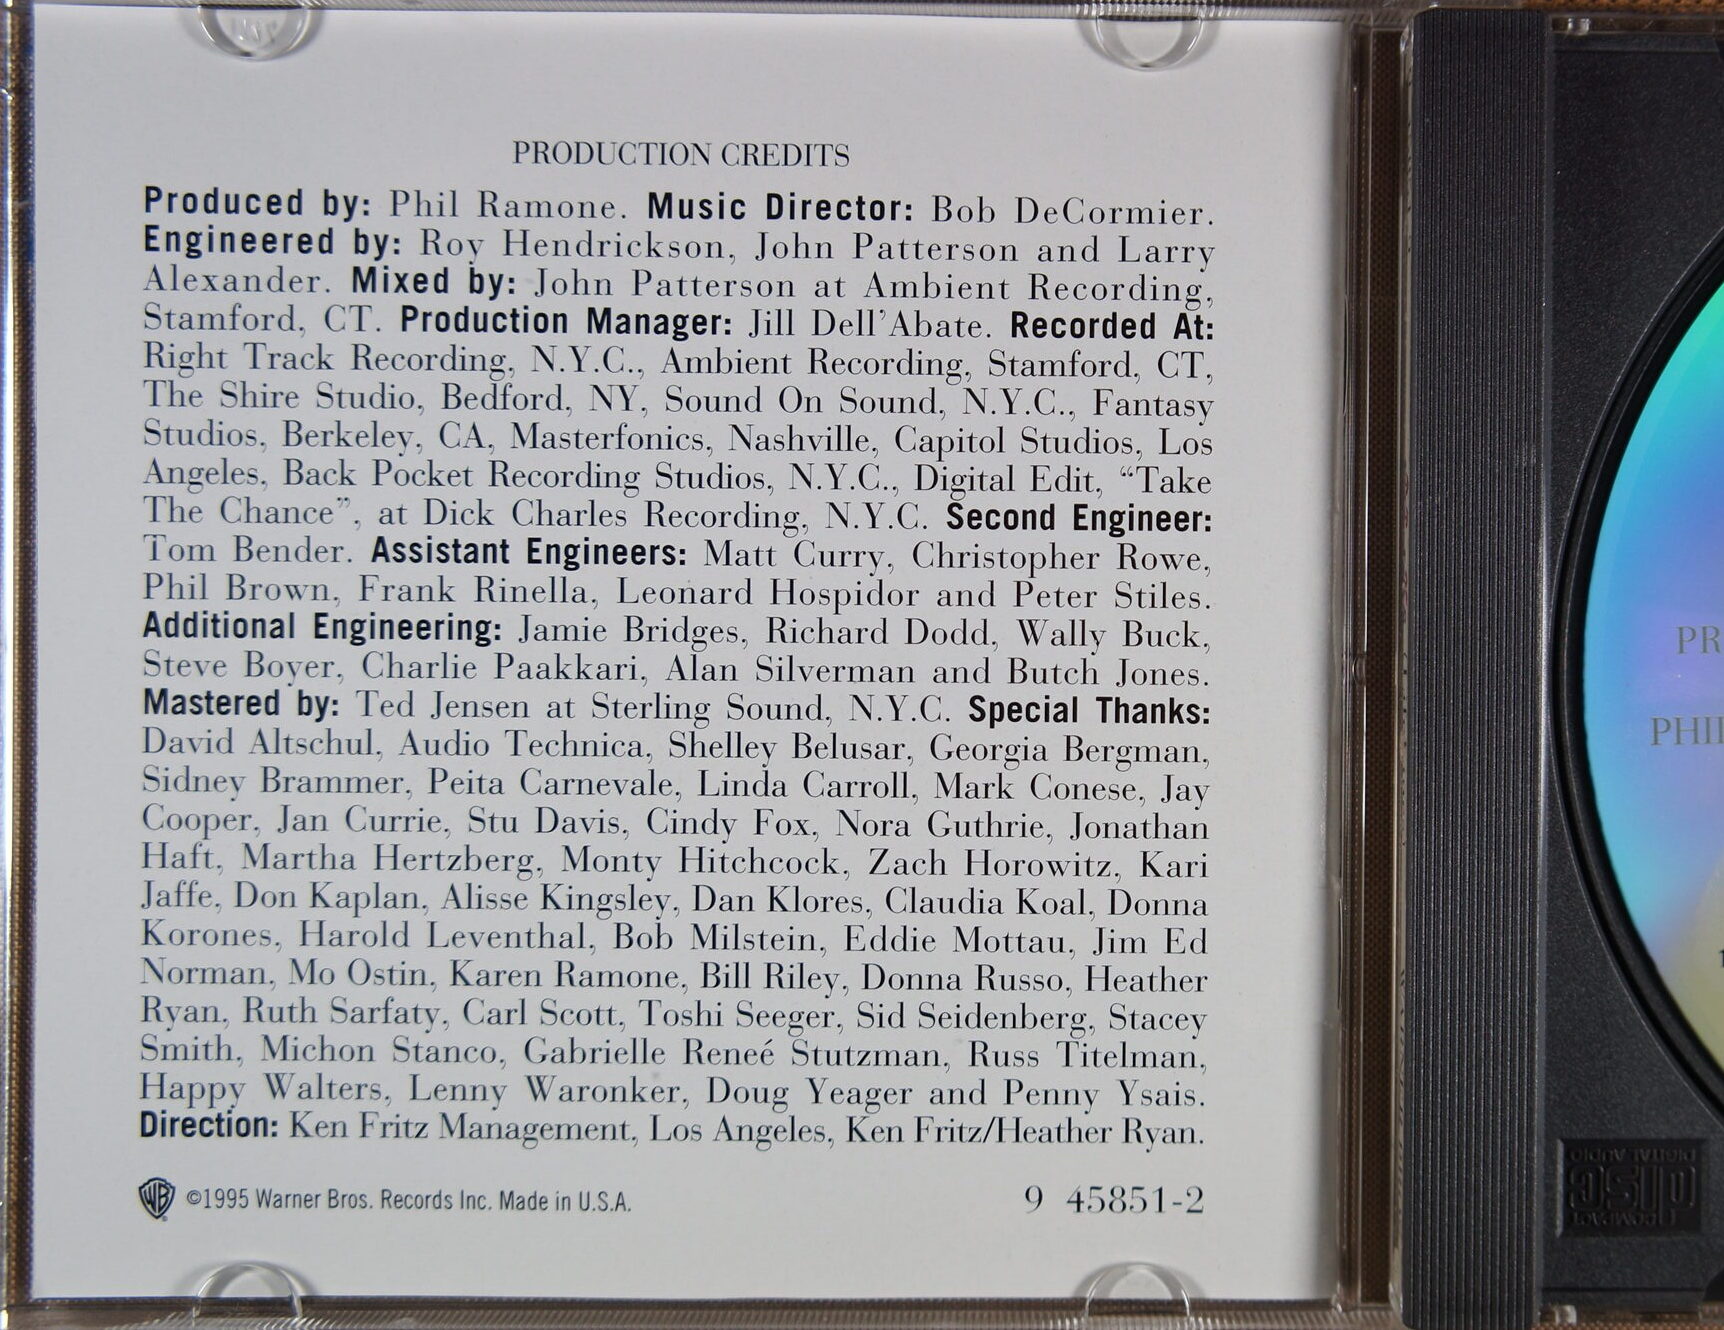 PRODUCTION CREDITS
Produced by: Phil Ramone. Music Director: Bob DeCormier.
Engineered by: Roy Hendrickson, John Patterson and Larry
Alexander. Mixed by: John Patterson at Ambient Recording,
Stamford, CT. Production Manager: Jill Dell'Abate. Recorded At:
Right Track Recording, N.Y.C., Ambient Recording, Stamford, CT,
The Shire Studio, Bedford, NY, Sound On Sound, N.Y.C., Fantasy
Studios, Berkeley, CA, Masterfonics, Nashville, Capitol Studios, Los
Angeles, Back Pocket Recording Studios, N.Y.C., Digital Edit, “Take
The Chance”, at Dick Charles Recording, N.Y.C. Second Engineer:
Tom Bender. Assistant Engineers: Matt Curry, Christopher Rowe,
Phil Brown, Frank Rinella, Leonard Hospidor and Peter Stiles.
Additional Engineering: Jamie Bridges, Richard Dodd, Wally Buck,
Steve Boyer, Charlie Paakkari, Alan Silverman and Butch Jones.
Mastered by: Ted Jensen at Sterling Sound, N.Y.C. Special Thanks:
David Altschul, Audio Technica, Shelley Belusar, Georgia Bergman,
Sidney Brammer, Peita Carnevale, Linda Carroll, Mark Conese, Jay
Cooper, Jan Currie, Stu Davis, Cindy Fox, Nora Guthrie, Jonathan
Haft, Martha Hertzberg, Monty Hitchcock, Zach Horowitz, Kari
Jaffe, Don Kaplan, Alisse Kingsley, Dan Klores, Claudia Koal, Donna
Korones, Harold Leventhal, Bob Milstein, Eddie Mottau, Jim Ed
Norman, Mo Ostin, Karen Ramone, Bill Riley, Donna Russo, Heather
Ryan, Ruth Sarfaty, Carl Scott, Toshi Seeger, Sid Seidenberg, Stacey
Smith, Michon Stanco, Gabrielle Reneé Stutzman, Russ Titelman,
Happy Walters, Lenny Waronker, Doug Yeager and Penny Ysais.
Direction: Ken Fritz Management, Los Angeles, Ken Fritz/Heather Ryan.
WB ©1995 Warner Bros. Records Inc. Made in U.S.A. 9 45851-2
PR
PHIL
COMPACT
disc
DIGITAL AUDIO